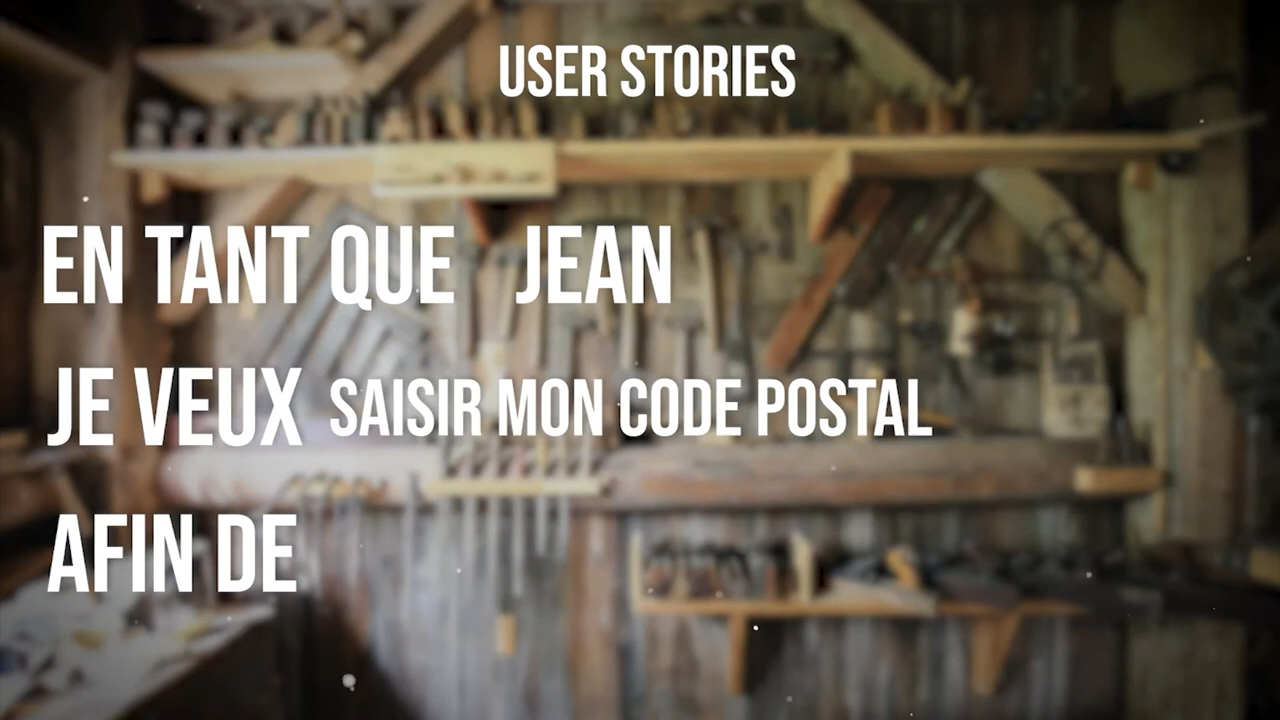 USER STORIES
EN TANT QUE JEAN
JE VEUX SAISIR MON CODE POSTAL
AFIN DE